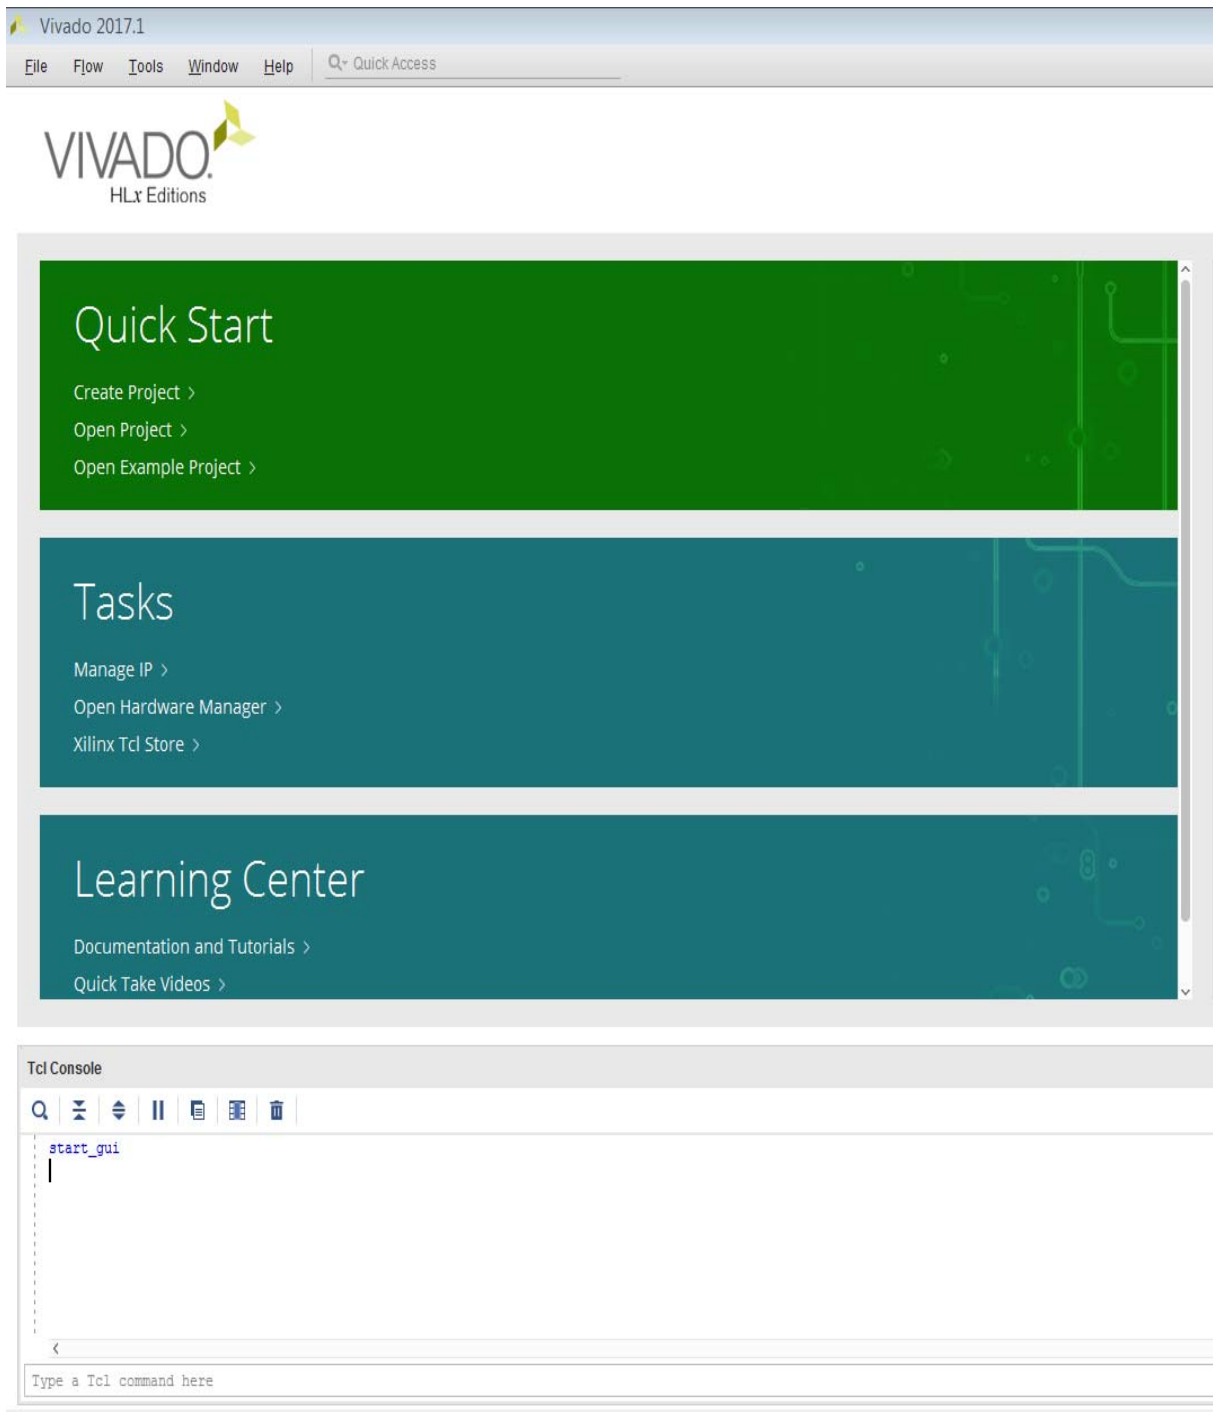 Vivado 2017.1
File Flow Tools Window Help Quick Access
VIVADO.
HLx Editions
Quick Start
Create Project >
Open Project >
Open Example Project >
Tasks
Manage IP >
Open Hardware Manager >
Xilinx Tcl Store >
Learning Center
Documentation and Tutorials >
Quick Take Videos >
Tcl Console
start_gui
Type a Tcl command here